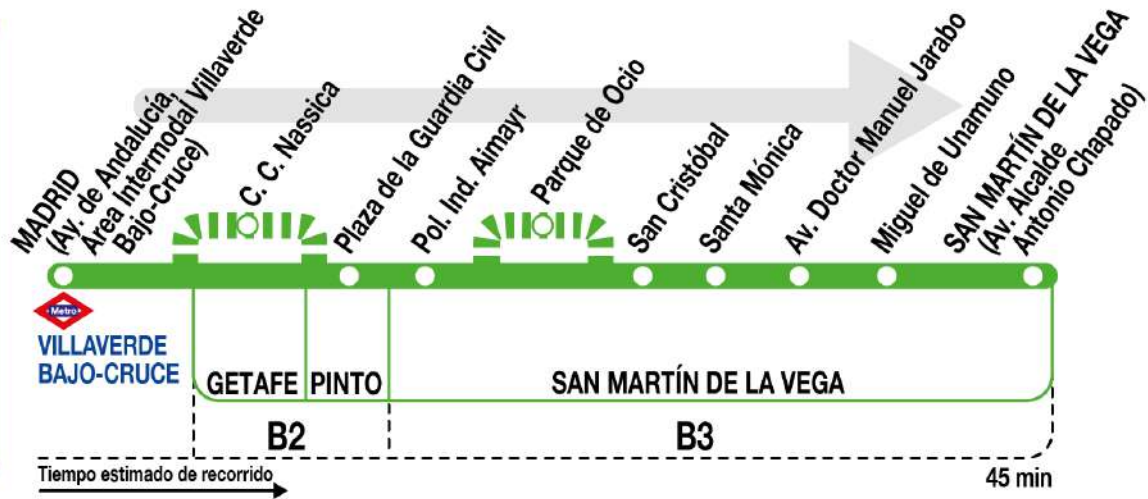 MADRID
(Av. de Andalucía,
Área Intermodal Villaverde
Bajo-Cruce)
C. C. Nassica
Plaza de la Guardia Civil
Pol. Ind. Aimayr
Parque de Ocio
San Cristóbal
Santa Mónica
Av. Doctor Manuel Jarabo
Miguel de Unamuno
SAN MARTÍN DE LA VEGA
(Av. Alcalde
Antonio Chapado)
Metro
VILLAVERDE
BAJO-CRUCE
GETAFE
PINTO
SAN MARTÍN DE LA VEGA
B2
B3
Tiempo estimado de recorrido
45 min